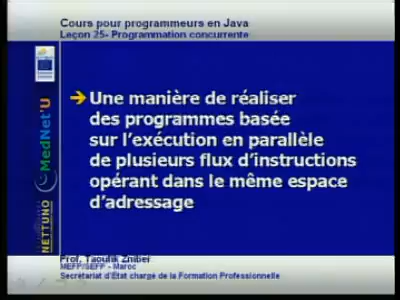 Cours pour programmeurs en Java
Leçon 25- Programmation concurrente
Une manière de réaliser
des programmes basée
sur l'exécution en parallèle
de plusieurs flux d'instructions
opérant dans le même espace
d'adressage
NETTUNO
MedNet'U
Prof. Taoufik Zniber
MEFP/SEFP - Maroc
Secrétariat d'État chargé de la Formation Professionnelle